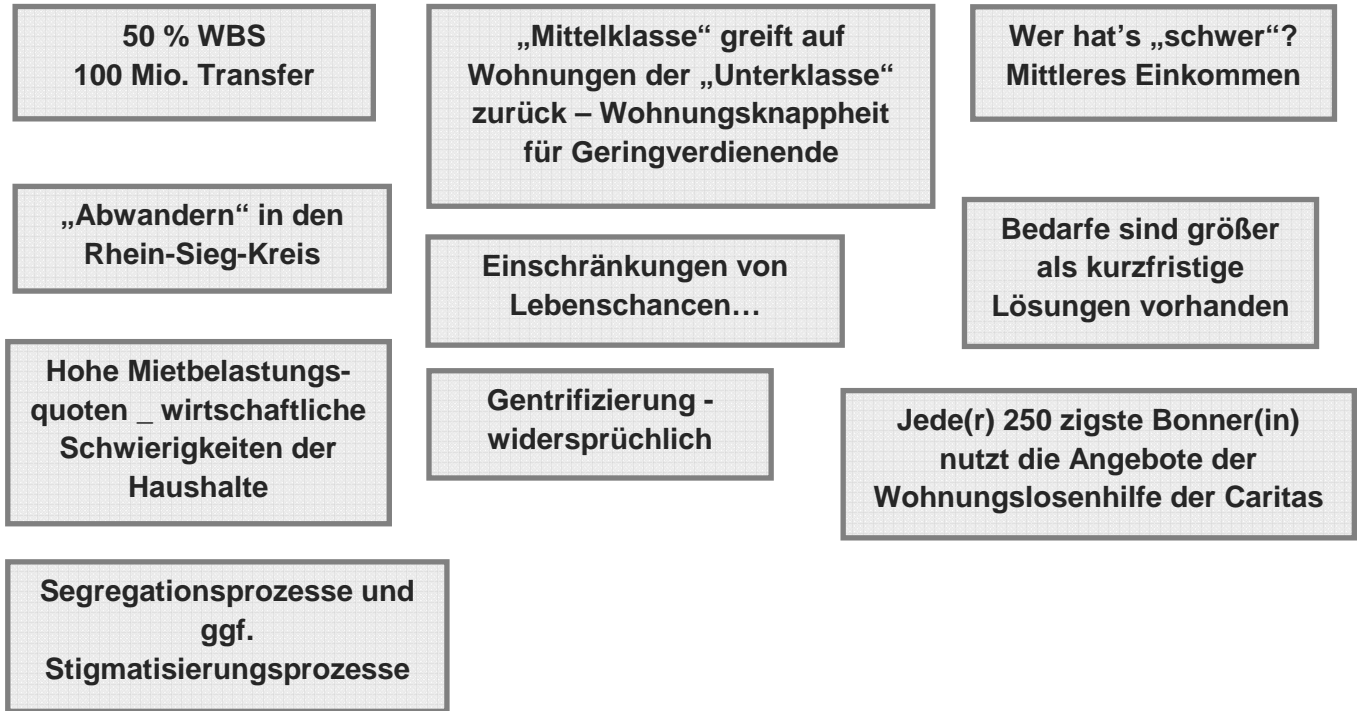 50 % WBS
100 Mio. Transfer
„Mittelklasse“ greift auf
Wohnungen der „Unterklasse“
zurück – Wohnungsknappheit
für Geringverdienende
Wer hat’s „schwer“?
Mittleres Einkommen
„Abwandern“ in den
Rhein-Sieg-Kreis
Einschränkungen von
Lebenschancen…
Bedarfe sind größer
als kurzfristige
Lösungen vorhanden
Hohe Mietbelastungs-
quoten _ wirtschaftliche
Schwierigkeiten der
Haushalte
Gentrifizierung -
widersprüchlich
Jede(r) 250 zigste Bonner(in)
nutzt die Angebote der
Wohnungslosenhilfe der Caritas
Segregationsprozesse und
ggf.
Stigmatisierungsprozesse